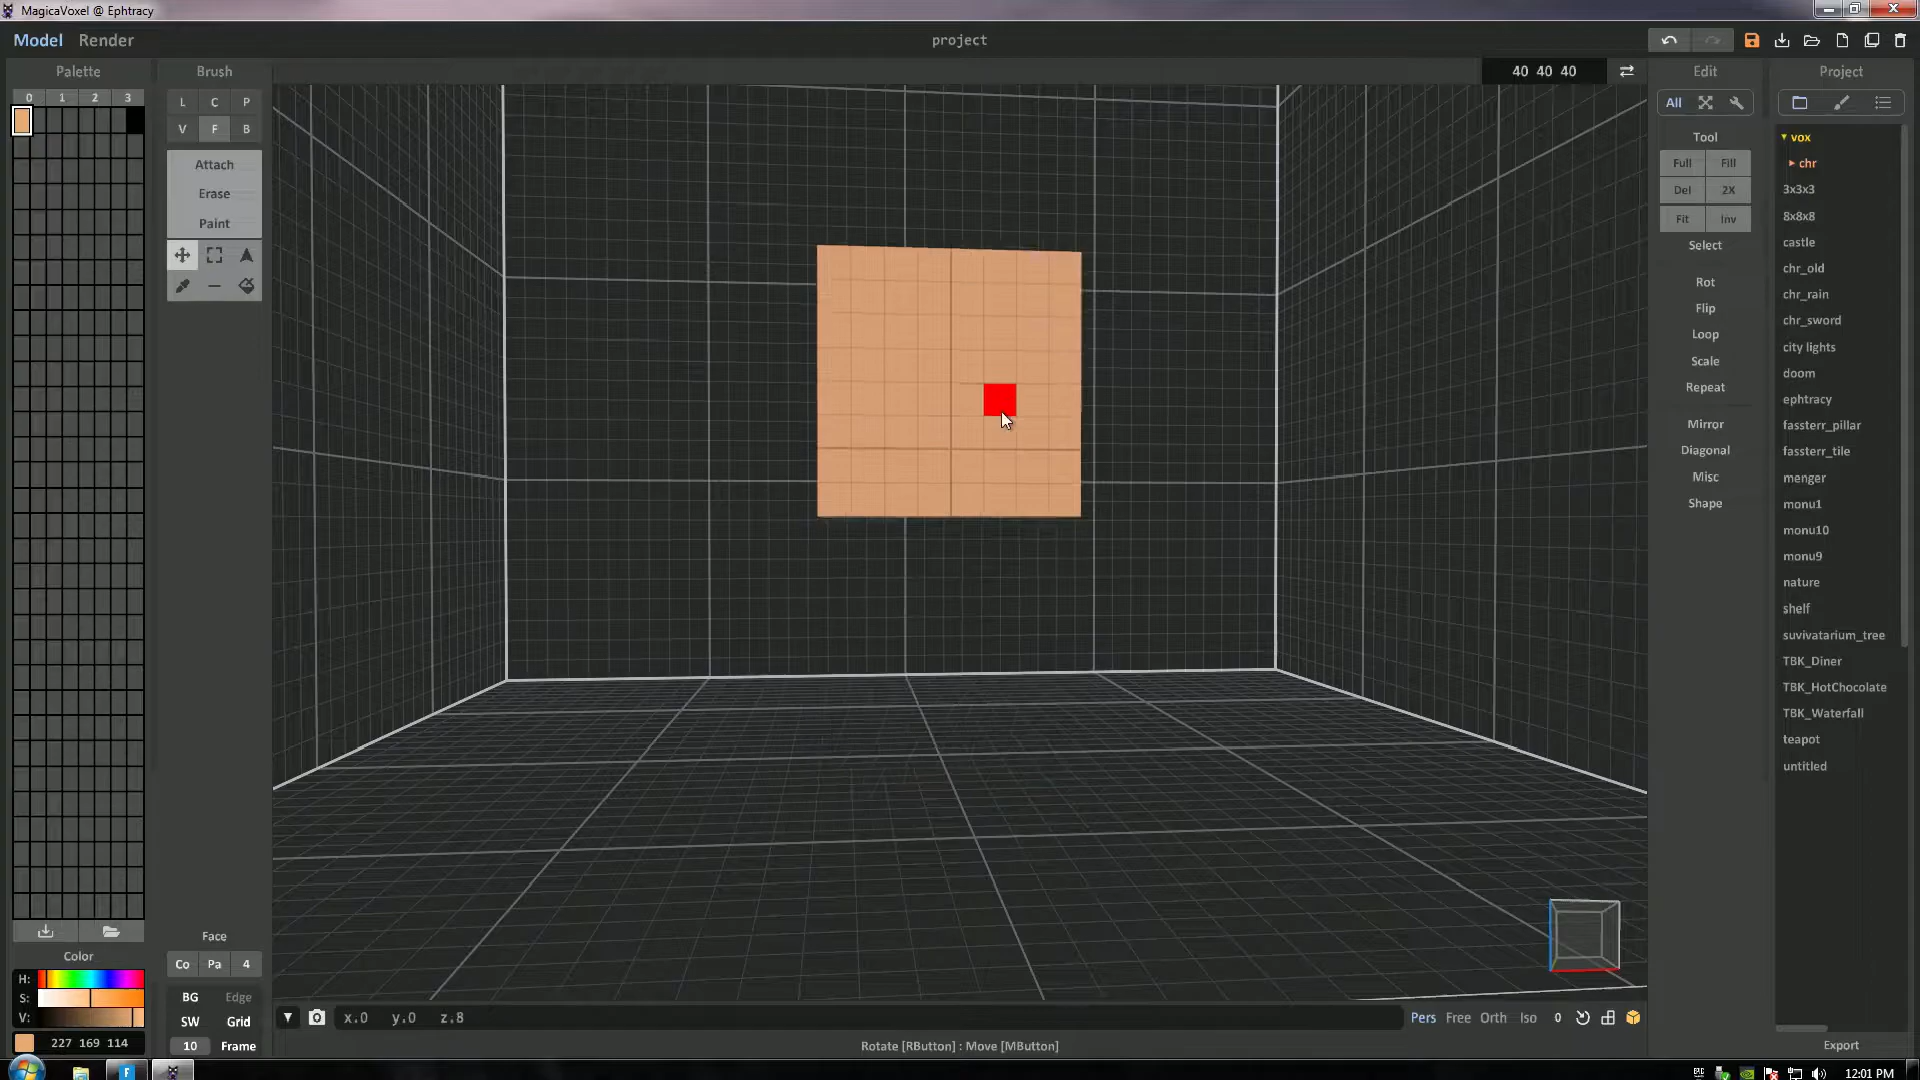 MagicaVoxel @ Ephtracy
Model Render
project
Palette
0 1 2 3
Brush
L C P
V F B
Attach
Erase
Paint
40 40 40
Edit
All
Tool
Full Fill
Del 2X
Fit Inv
Select
Rot
Flip
Loop
Scale
Repeat
Mirror
Diagonal
Misc
Shape
Project
vox
chr
3x3x3
8x8x8
castle
chr_old
chr_rain
chr_sword
city lights
doom
ephtracy
fassterr_pillar
fassterr_tile
menger
monu1
monu10
monu9
nature
shelf
suvivatarium_tree
TBK_Diner
TBK_HotChocolate
TBK_Waterfall
teapot
untitled
Export
Color
H:
S:
V:
227 169 114
Face
Co Pa 4
BG Edge
SW Grid
10 Frame
x.0 y.0 z.8
Pers Free Orth Iso 0
Rotate [RButton] : Move [MButton]
12:01 PM